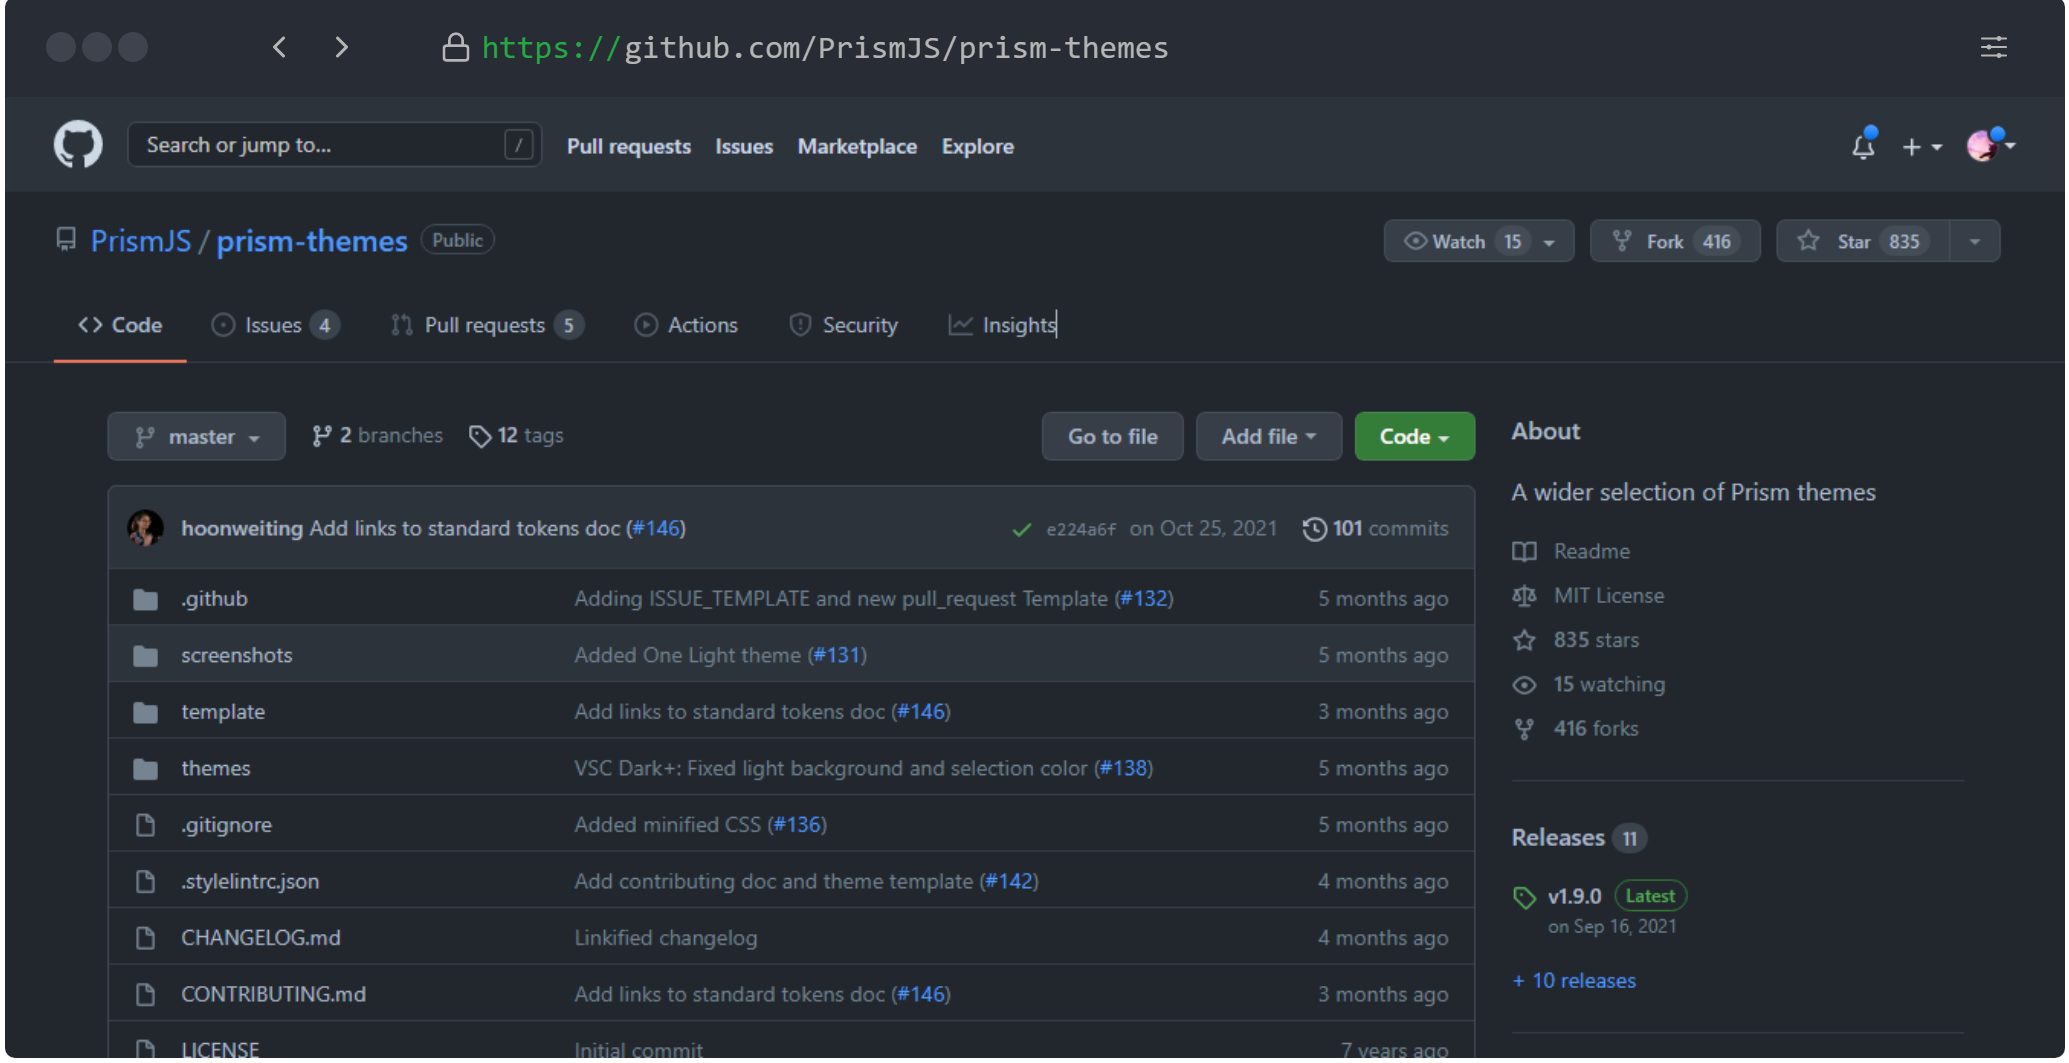 https://github.com/PrismJS/prism-themes
Search or jump to... / Pull requests Issues Marketplace Explore
PrismJS / prism-themes Public Watch 15 Fork 416 Star 835
Code Issues 4 Pull requests 5 Actions Security Insights
master 2 branches 12 tags Go to file Add file Code
hoonweiting Add links to standard tokens doc (#146) e224a6f on Oct 25, 2021 101 commits
.github Adding ISSUE_TEMPLATE and new pull_request Template (#132) 5 months ago
screenshots Added One Light theme (#131) 5 months ago
template Add links to standard tokens doc (#146) 3 months ago
themes VSC Dark+: Fixed light background and selection color (#138) 5 months ago
.gitignore Added minified CSS (#136) 5 months ago
.stylelintrc.json Add contributing doc and theme template (#142) 4 months ago
CHANGELOG.md Linkified changelog 4 months ago
CONTRIBUTING.md Add links to standard tokens doc (#146) 3 months ago
LICENSE Initial commit 7 years ago
About
A wider selection of Prism themes
Readme
MIT License
835 stars
15 watching
416 forks
Releases 11
v1.9.0 Latest
on Sep 16, 2021
+ 10 releases